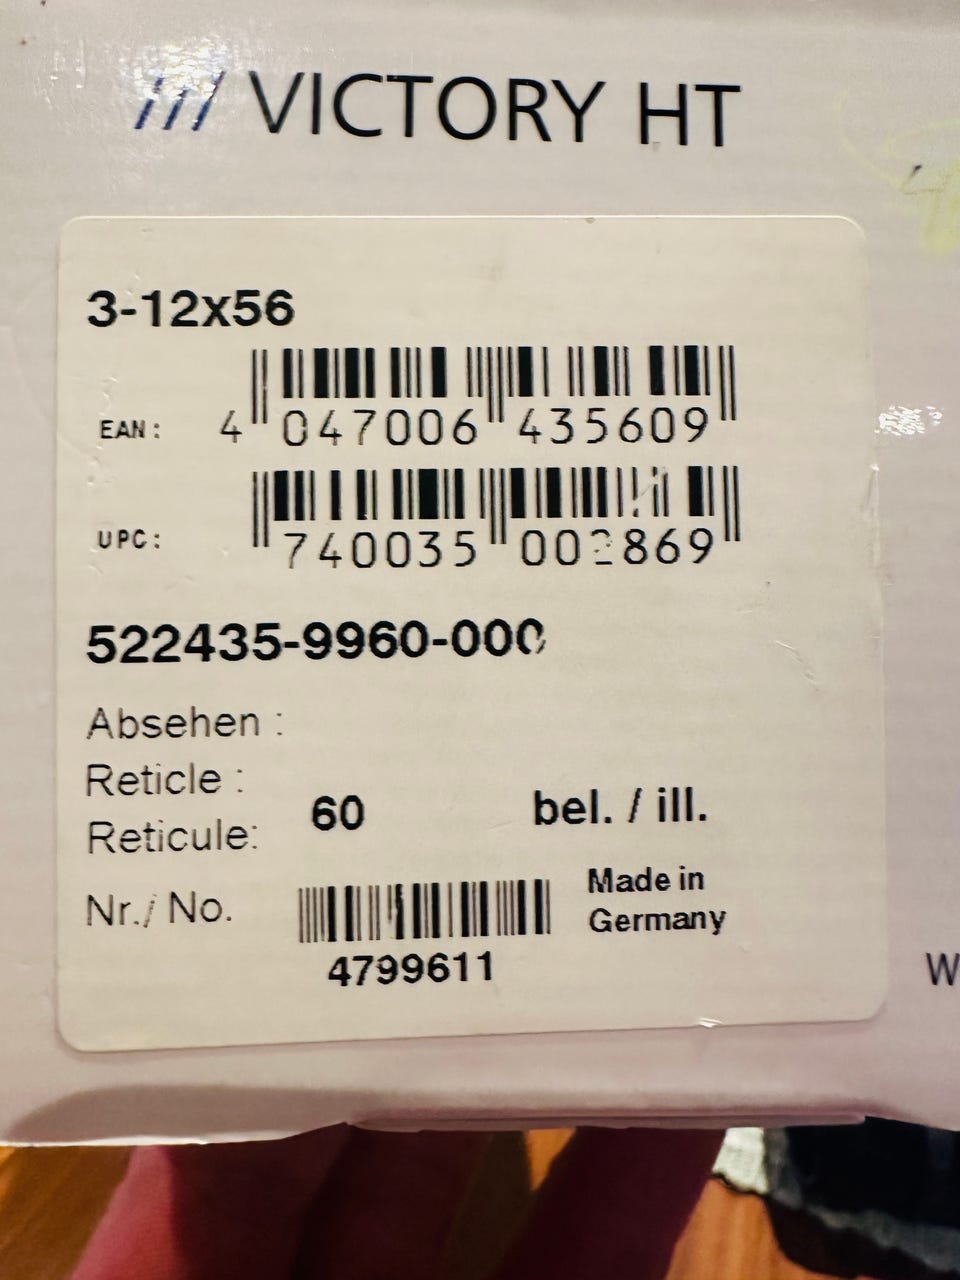 /// VICTORY HT
3-12x56
EAN: 4 047006 435609
UPC: 740035 002869
522435-9960-000
Absehen :
Reticle :
Reticule: 60 bel. / ill.
Nr./ No. 4799611
Made in
Germany
W